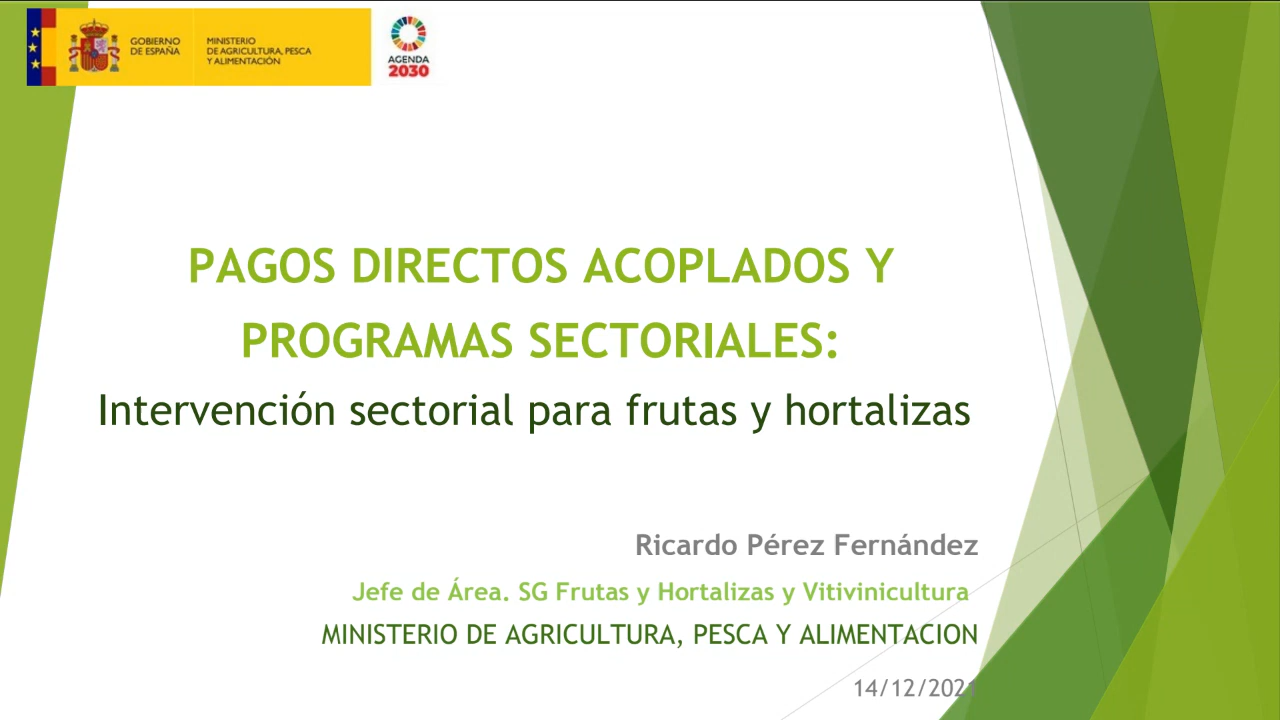 GOBIERNO
DE ESPAÑA
MINISTERIO
DE AGRICULTURA, PESCA
Y ALIMENTACIÓN
AGENDA
2030
PAGOS DIRECTOS ACOPLADOS Y
PROGRAMAS SECTORIALES:
Intervención sectorial para frutas y hortalizas
Ricardo Pérez Fernández
Jefe de Área. SG Frutas y Hortalizas y Vitivinicultura
MINISTERIO DE AGRICULTURA, PESCA Y ALIMENTACION
14/12/2021